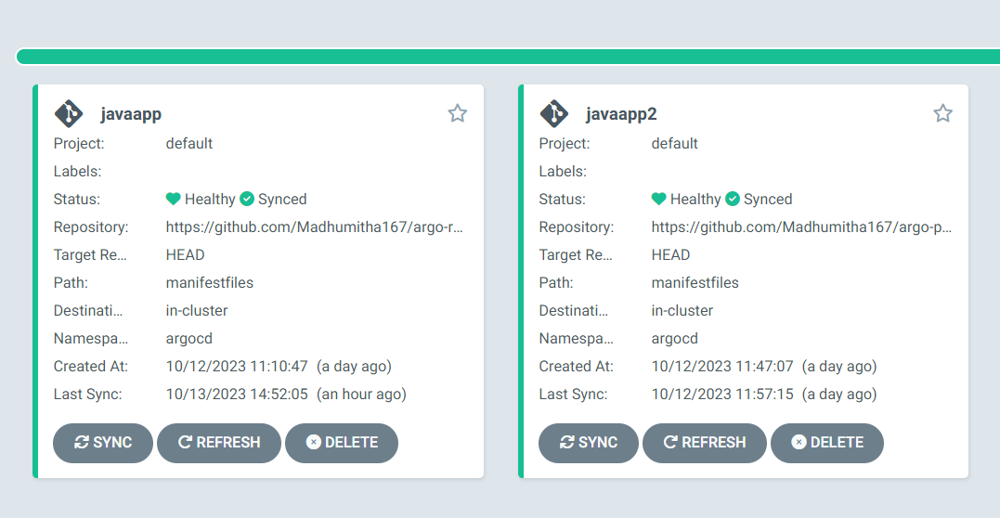 javaapp
Project: default
Labels:
Status: Healthy Synced
Repository: https://github.com/Madhumitha167/argo-r...
Target Re... HEAD
Path: manifestfiles
Destinati... in-cluster
Namespa... argocd
Created At: 10/12/2023 11:10:47 (a day ago)
Last Sync: 10/13/2023 14:52:05 (an hour ago)
SYNC REFRESH DELETE
javaapp2
Project: default
Labels:
Status: Healthy Synced
Repository: https://github.com/Madhumitha167/argo-p...
Target Re... HEAD
Path: manifestfiles
Destinati... in-cluster
Namespa... argocd
Created At: 10/12/2023 11:47:07 (a day ago)
Last Sync: 10/12/2023 11:57:15 (a day ago)
SYNC REFRESH DELETE